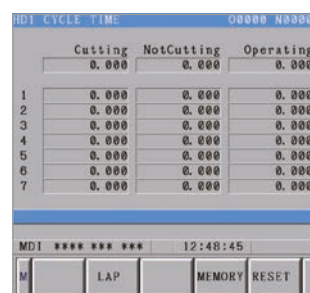 HD1 CYCLE TIME O0000 N0000
Cutting NotCutting Operating
0.000 0.000 0.000
1 0.000 0.000 0.000
2 0.000 0.000 0.000
3 0.000 0.000 0.000
4 0.000 0.000 0.000
5 0.000 0.000 0.000
6 0.000 0.000 0.000
7 0.000 0.000 0.000
MDI **** *** *** 12:48:45
M LAP MEMORY RESET